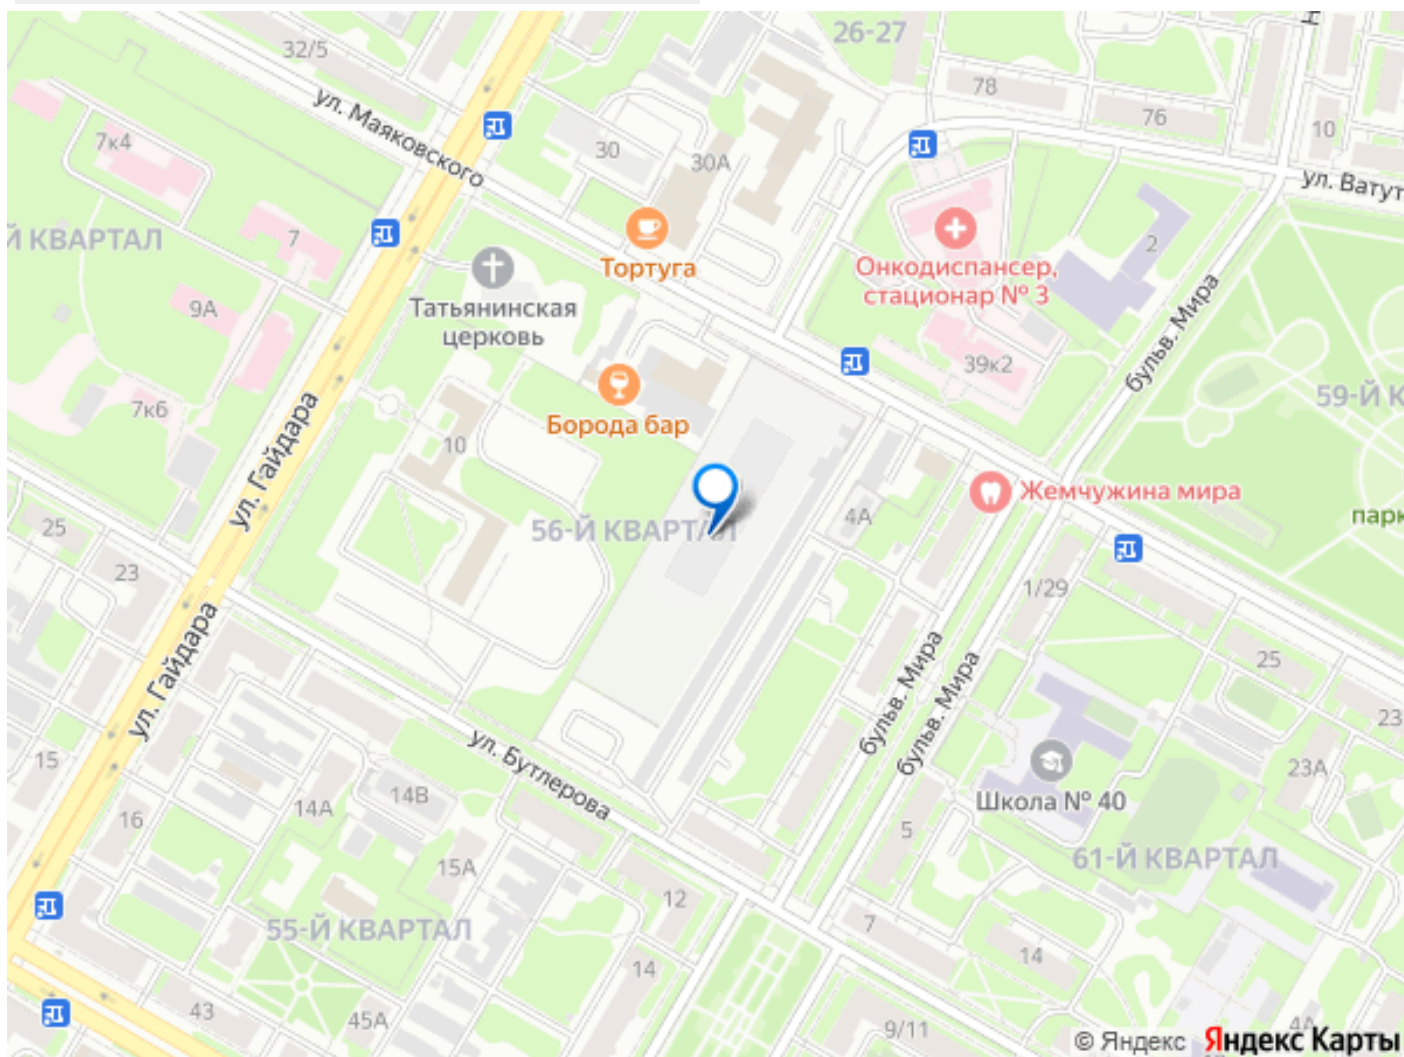 26-27
32/5
78
76
10
ул. Маяковского
30
30А
7к4
ул. Ватут
Й КВАРТАЛ
7
Тортуга
Онкодиспансер,
стационар № 3
2
Татьянинская
церковь
9А
бульв. Мира
39к2
59-Й К
7к6
Борода бар
10
ул. Гайдара
Жемчужина мира
4А
парк
25
56-Й КВАРТАЛ
23
1/29
ул. Гайдара
бульв. Мира
бульв. Мира
25
23
15
ул. Бутлерова
23А
14А
14В
Школа № 40
16
5
15А
61-Й КВАРТАЛ
12
55-Й КВАРТАЛ
7
14
14
43
45А
9/11
4А
© Яндекс Яндекс Карты